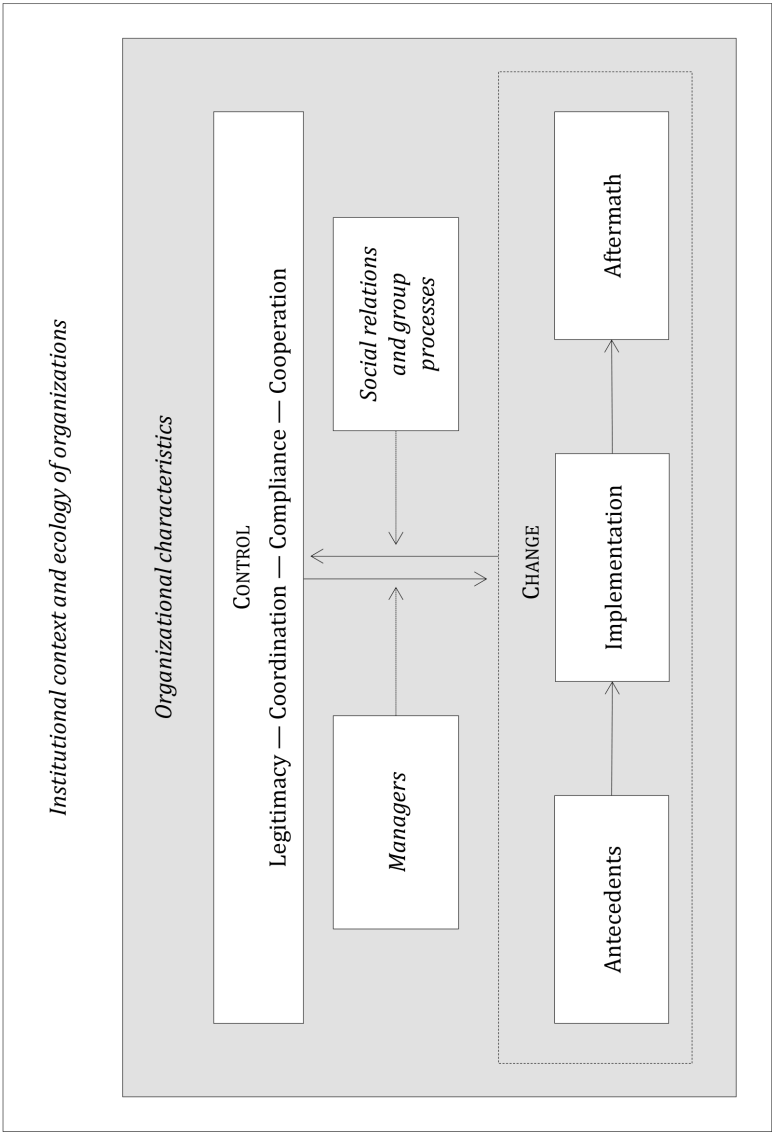 Institutional context and ecology of organizations
Organizational characteristics
CONTROL
Legitimacy — Coordination — Compliance — Cooperation
Managers
Social relations
and group
processes
CHANGE
Antecedents
Implementation
Aftermath